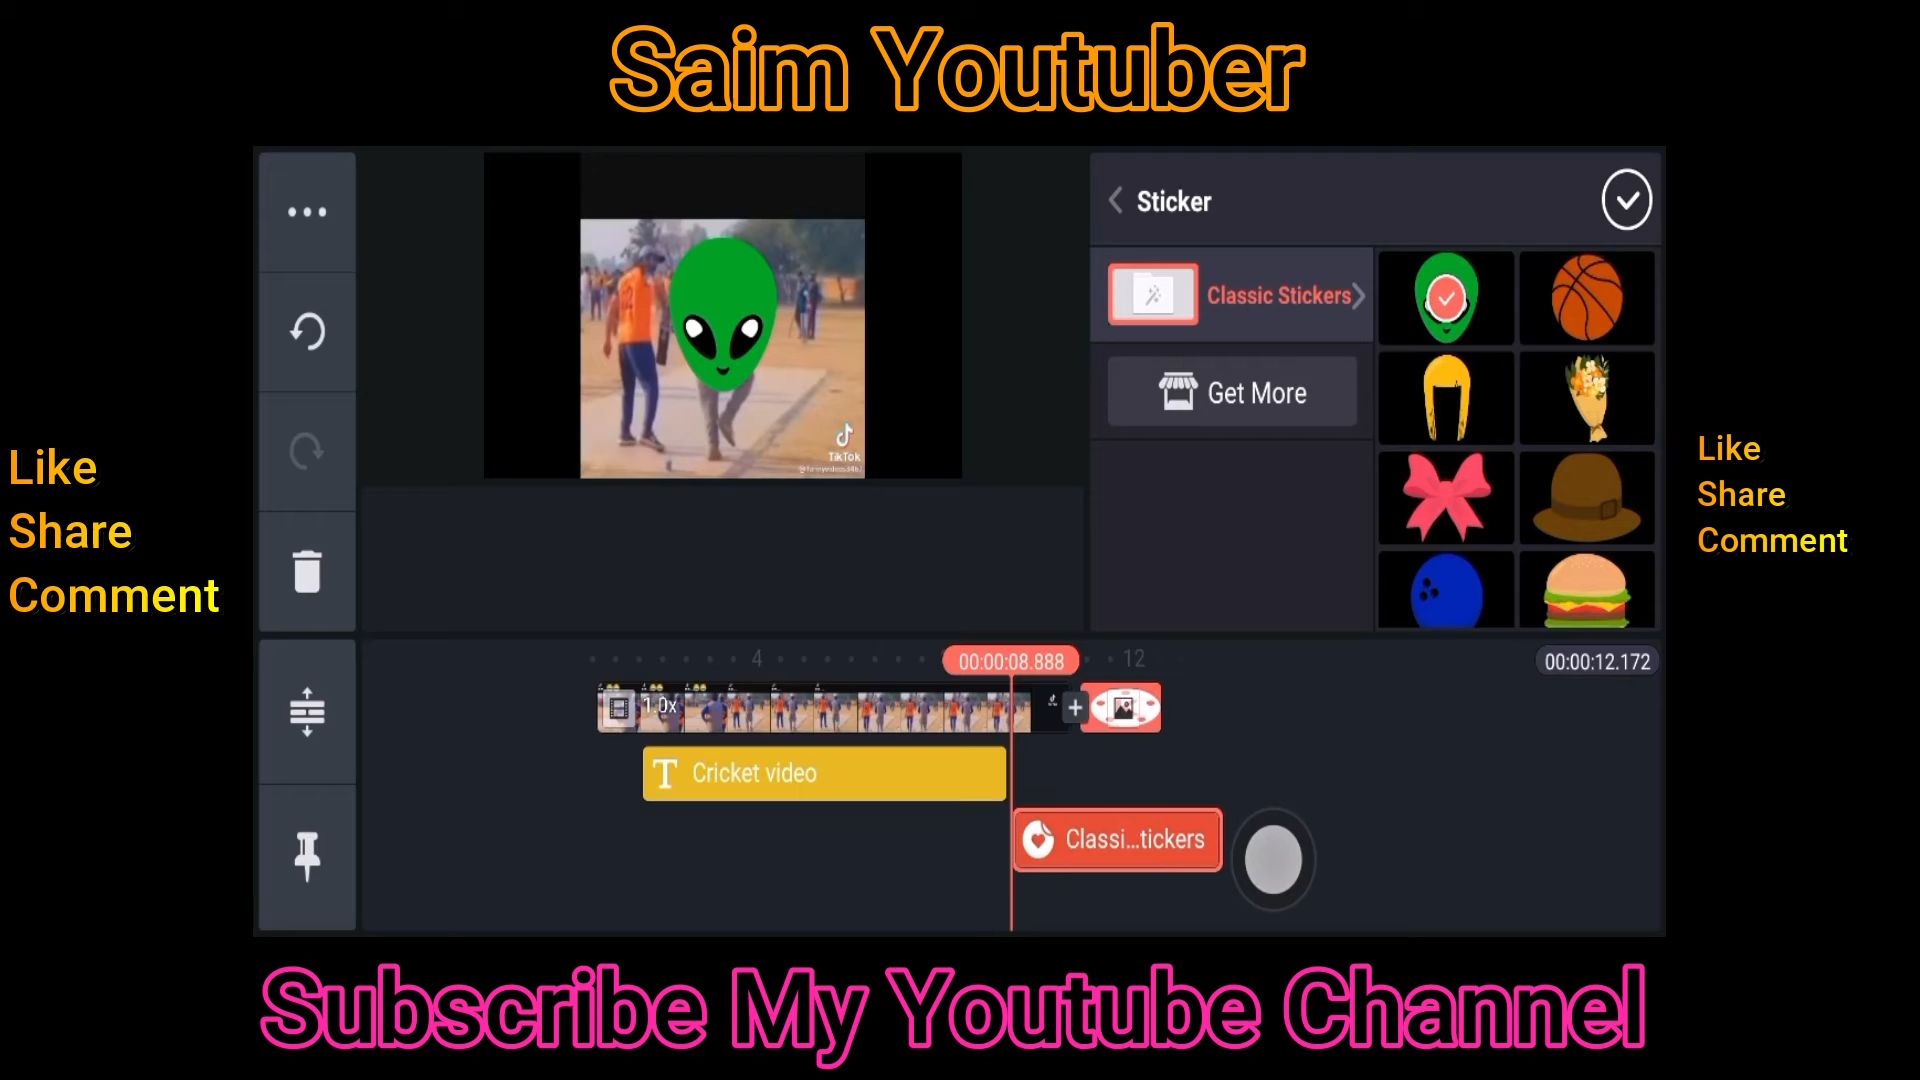 Saim Youtuber
Sticker
Classic Stickers
Get More
Like
Share
Comment
Like
Share
Comment
TikTok
4
00:00:08.888
12
00:00:12.172
1.0x
Cricket video
Classi...tickers
Subscribe My Youtube Channel